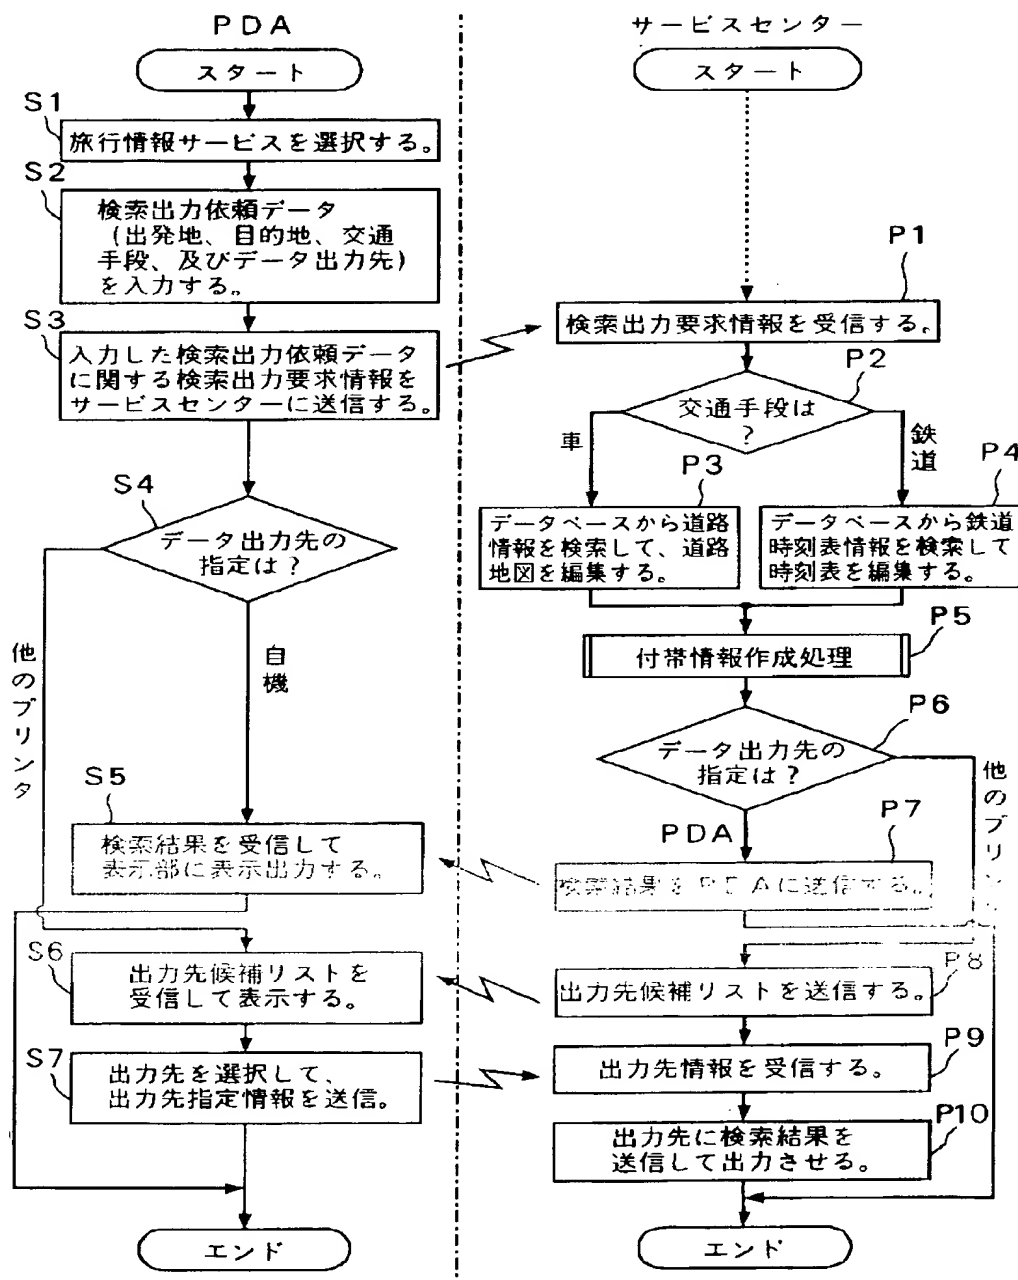 PDA
スタート
S1
旅行情報サービスを選択する。
S2
検索出力依頼データ
(出発地、目的地、交通
手段、及びデータ出力先)
を入力する。
S3
入力した検索出力依頼データ
に関する検索出力要求情報を
サービスセンターに送信する。
S4
データ出力先の
指定は?
他のプリンタ
自機
S5
検索結果を受信して
表示部に表示出力する。
S6
出力先候補リストを
受信して表示する。
S7
出力先を選択して、
出力先指定情報を送信。
エンド
サービスセンター
スタート
P1
検索出力要求情報を受信する。
P2
交通手段は
?
車
鉄道
P3
データベースから道路
情報を検索して、道路
地図を編集する。
P4
データベースから鉄道
時刻表情報を検索して
時刻表を編集する。
P5
付帯情報作成処理
P6
データ出力先の
指定は?
PDA
他のプリン
P7
検索結果をPDAに送信する。
P8
出力先候補リストを送信する。
P9
出力先情報を受信する。
P10
出力先に検索結果を
送信して出力させる。
エンド